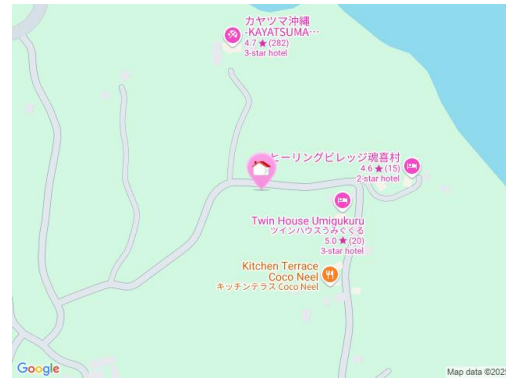 カヤツマ沖縄
-KAYATSUMA…
4.7 ★ (282)
3-star hotel
ヒーリングビレッジ魂喜村
4.6 ★ (15)
2-star hotel
Twin House Umigukuru
ツインハウスうみぐくる
5.0 ★ (20)
3-star hotel
Kitchen Terrace
Coco Neel
キッチンテラス Coco Neel
Google
Map data ©2025